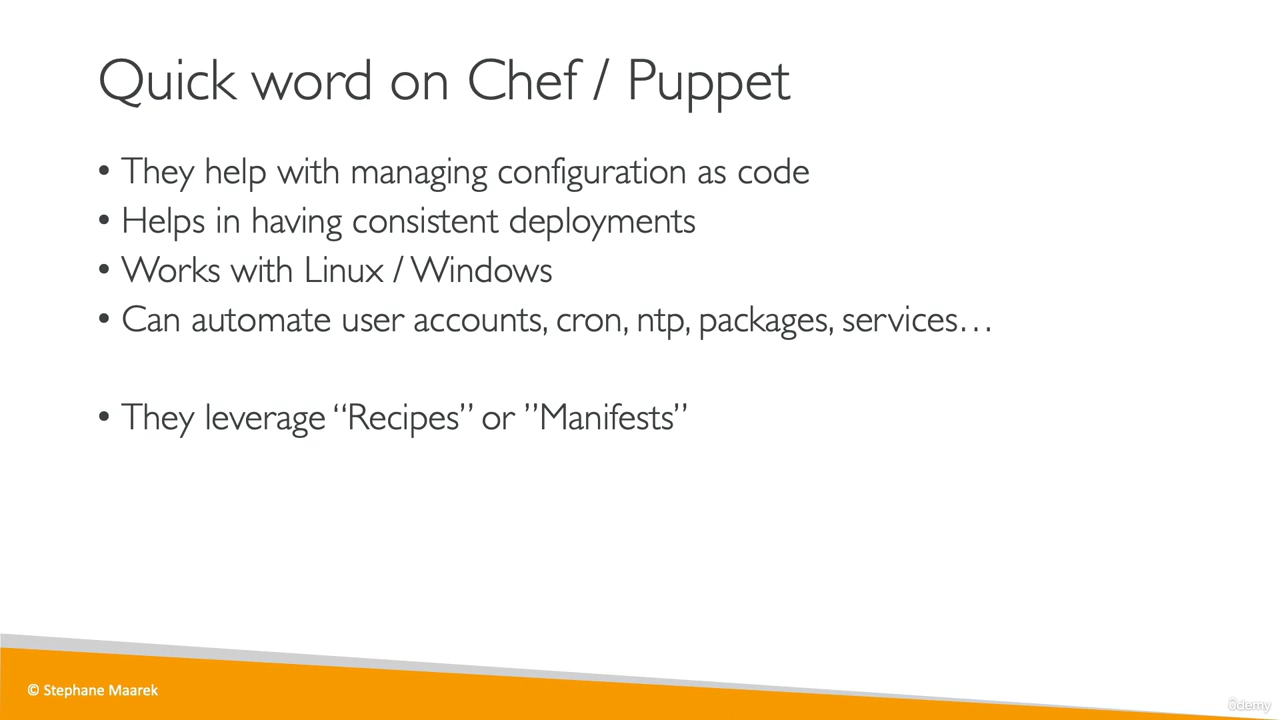 Quick word on Chef / Puppet
• They help with managing configuration as code
• Helps in having consistent deployments
• Works with Linux / Windows
• Can automate user accounts, cron, ntp, packages, services…
• They leverage “Recipes” or ”Manifests”
© Stephane Maarek
ûdemy